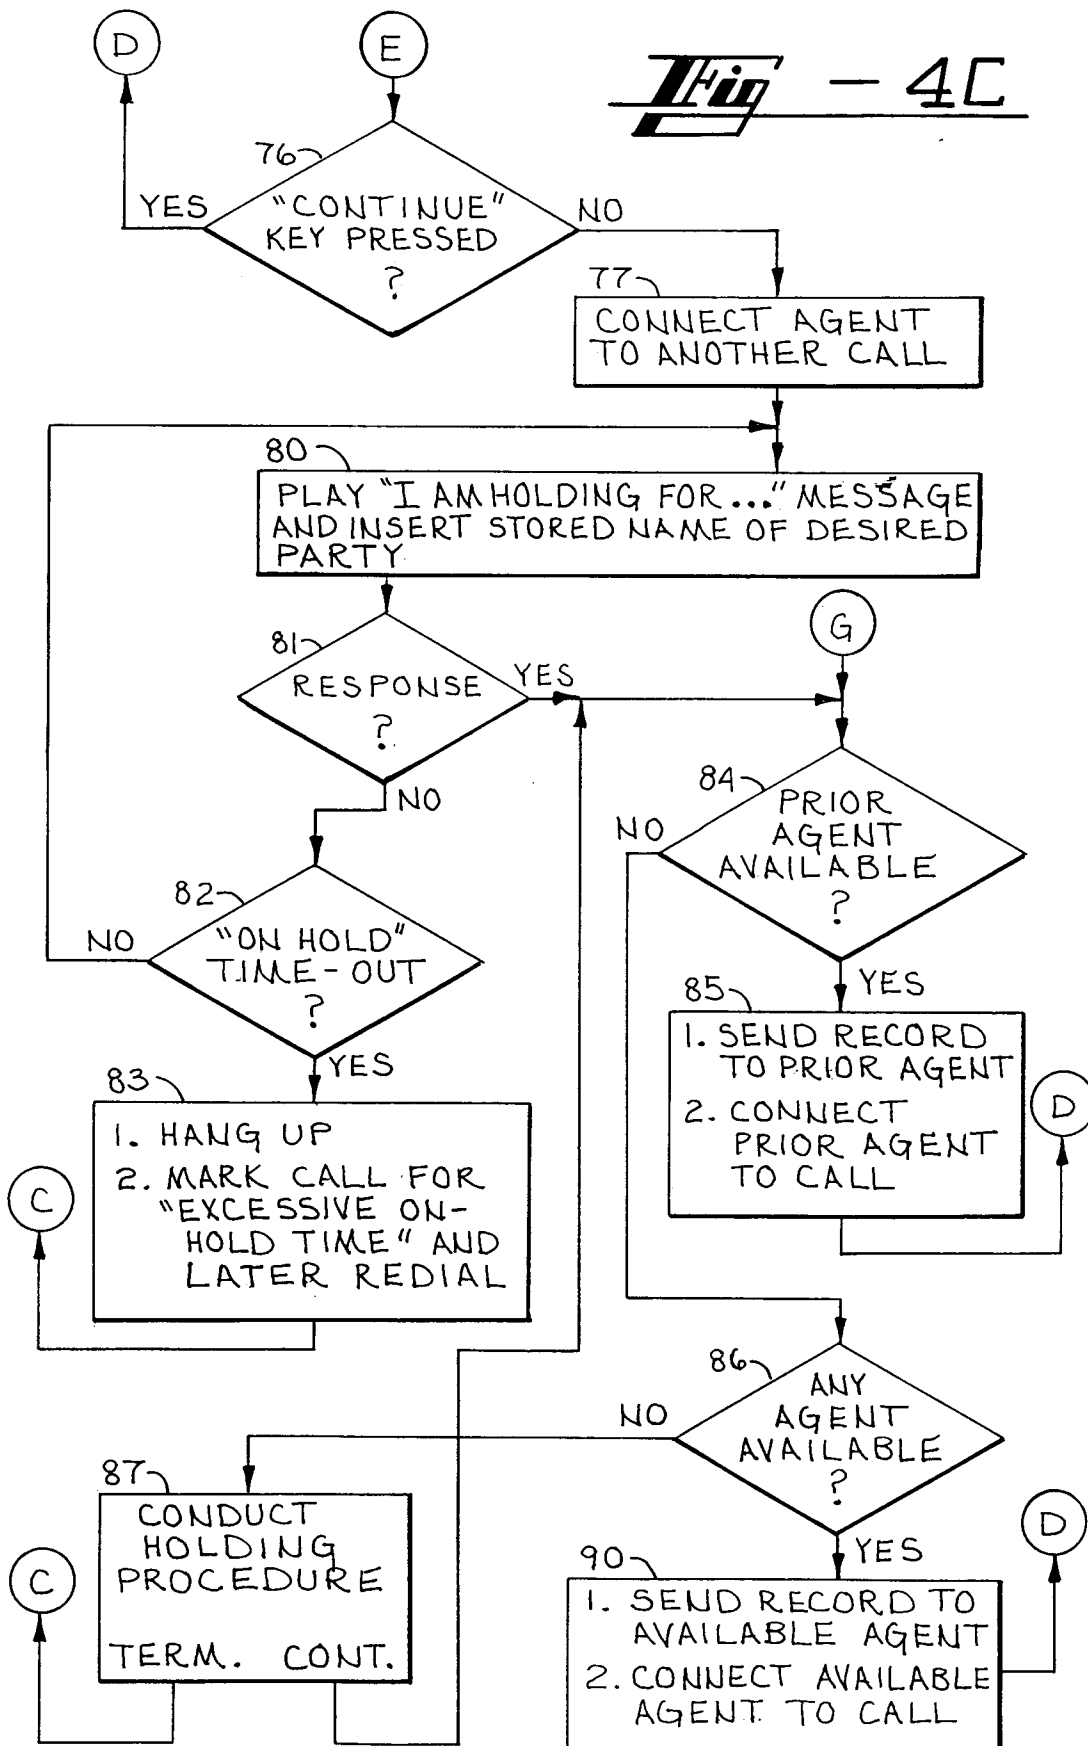 D
E
Fig - 4C
76
YES
"CONTINUE"
KEY PRESSED
?
NO
77
CONNECT AGENT
TO ANOTHER CALL
80
PLAY "I AM HOLDING FOR..." MESSAGE
AND INSERT STORED NAME OF DESIRED
PARTY
G
81
RESPONSE
?
YES
NO
84
PRIOR
AGENT
AVAILABLE
?
NO
YES
82
"ON HOLD"
TIME-OUT
?
NO
YES
85
1. SEND RECORD
TO PRIOR AGENT
2. CONNECT
PRIOR AGENT
TO CALL
D
83
1. HANG UP
2. MARK CALL FOR
"EXCESSIVE ON-
HOLD TIME" AND
LATER REDIAL
C
86
ANY
AGENT
AVAILABLE
?
NO
YES
87
CONDUCT
HOLDING
PROCEDURE
TERM. CONT.
C
90
1. SEND RECORD TO
AVAILABLE AGENT
2. CONNECT AVAILABLE
AGENT TO CALL
D